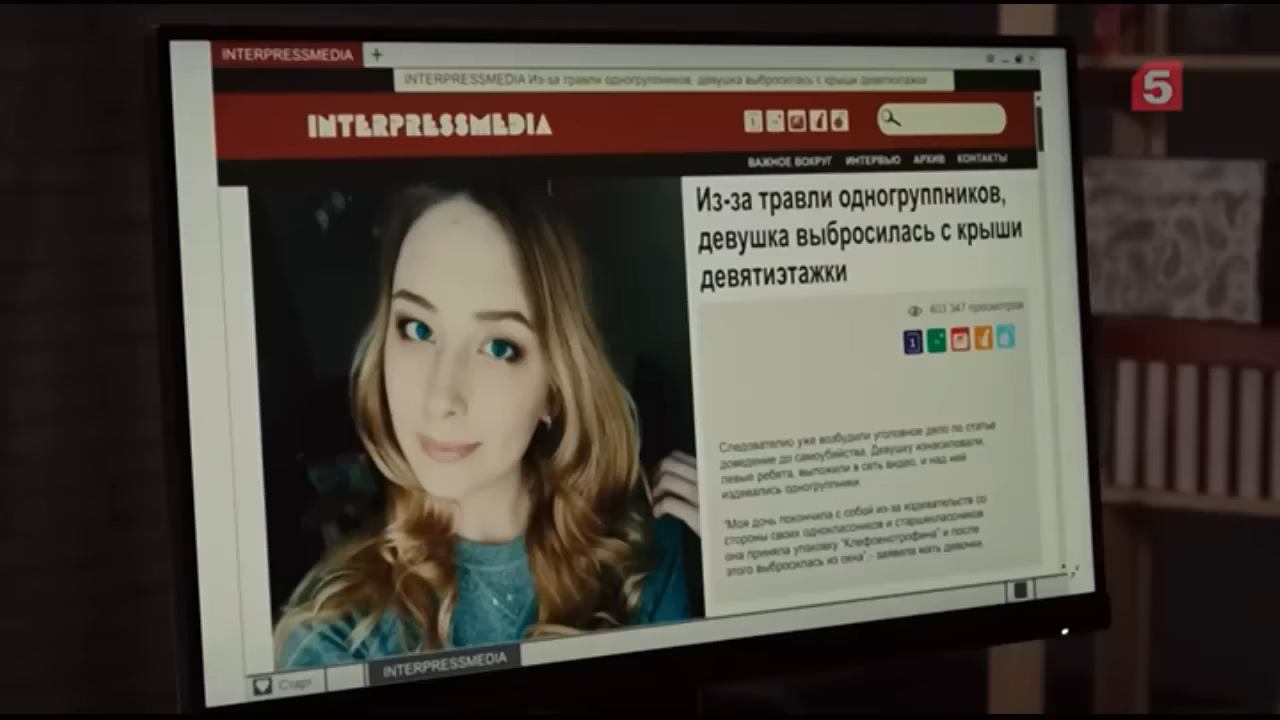 INTERPRESSMEDIA +
INTERPRESSMEDIA Из-за травли одногруппников, девушка выбросилась с крыши девятиэтажки
5
INTERPRESSMEDIA
ВАЖНОЕ ВОКРУГ ИНТЕРВЬЮ АРХИВ КОНТАКТЫ
Из-за травли одногруппников,
девушка выбросилась с крыши
девятиэтажки
403 347 просмотров
1
Следователию уже возбудили уголовное дело по статье
доведение до самоубийства. Девушку изнасиловали,
левые ребята, выложили в сеть видео, и над ней
издевались одногруппники.
"Моя дочь покончила с собой из-за издевательств со
стороны своих одноклассников и старшеклассников
она приняла упаковку "Клефоенотрофина" и после
этого выбросилась из окна",- заявила мать девочки.
INTERPRESSMEDIA
Старт